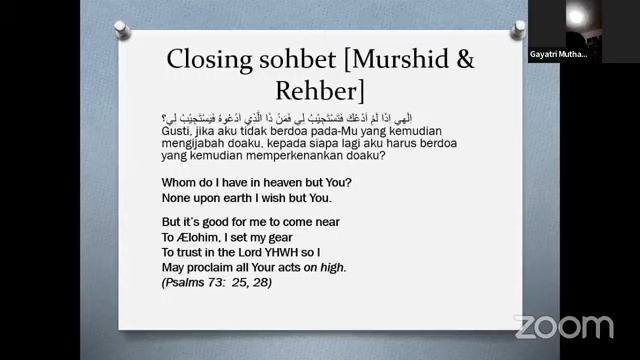 Gayatri Mutha...
Closing sohbet [Murshid &
Rehber]
اِلٰهِي اِذَا لَمْ اَدْعُكَ فَتَسْتَجِيْبُ لِي فَمَنْ ذَا الَّذِي اَدْعُوهُ فَيَسْتَجِيْبُ لِي؟
Gusti, jika aku tidak berdoa pada-Mu yang kemudian
mengijabah doaku, kepada siapa lagi aku harus berdoa
yang kemudian memperkenankan doaku?
Whom do I have in heaven but You?
None upon earth I wish but You.
But it's good for me to come near
To Ælohim, I set my gear
To trust in the Lord YHWH so I
May proclaim all Your acts on high.
(Psalms 73: 25, 28)
zoom